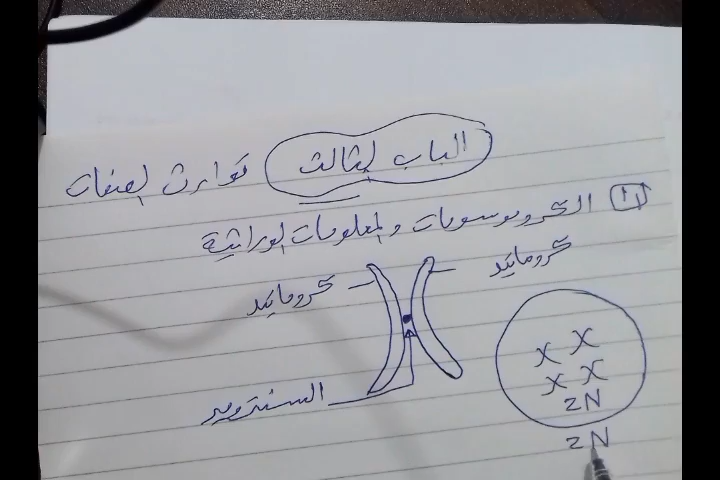 الباب الثالث توارث الصفات
١ الكروموسومات والمعلومات الوراثية
كروماتيد
كروماتيد
X X
X X
2N
2N
السنترومير